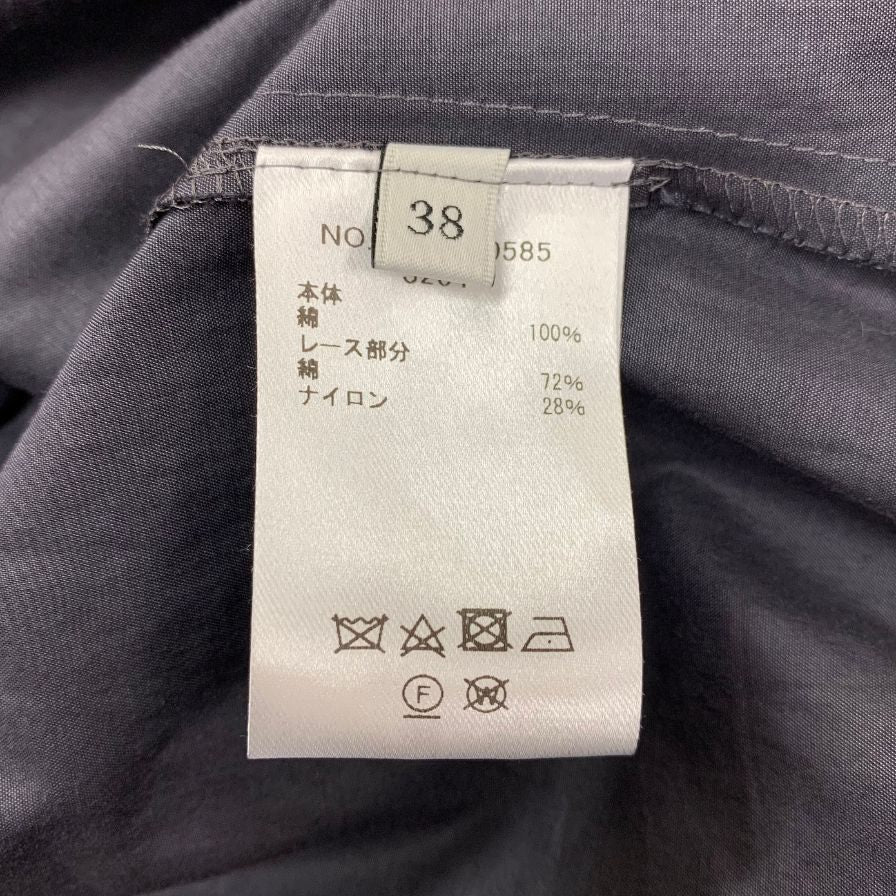 38
NO. 0585
本体
綿 100%
レース部分
綿 72%
ナイロン 28%
F W